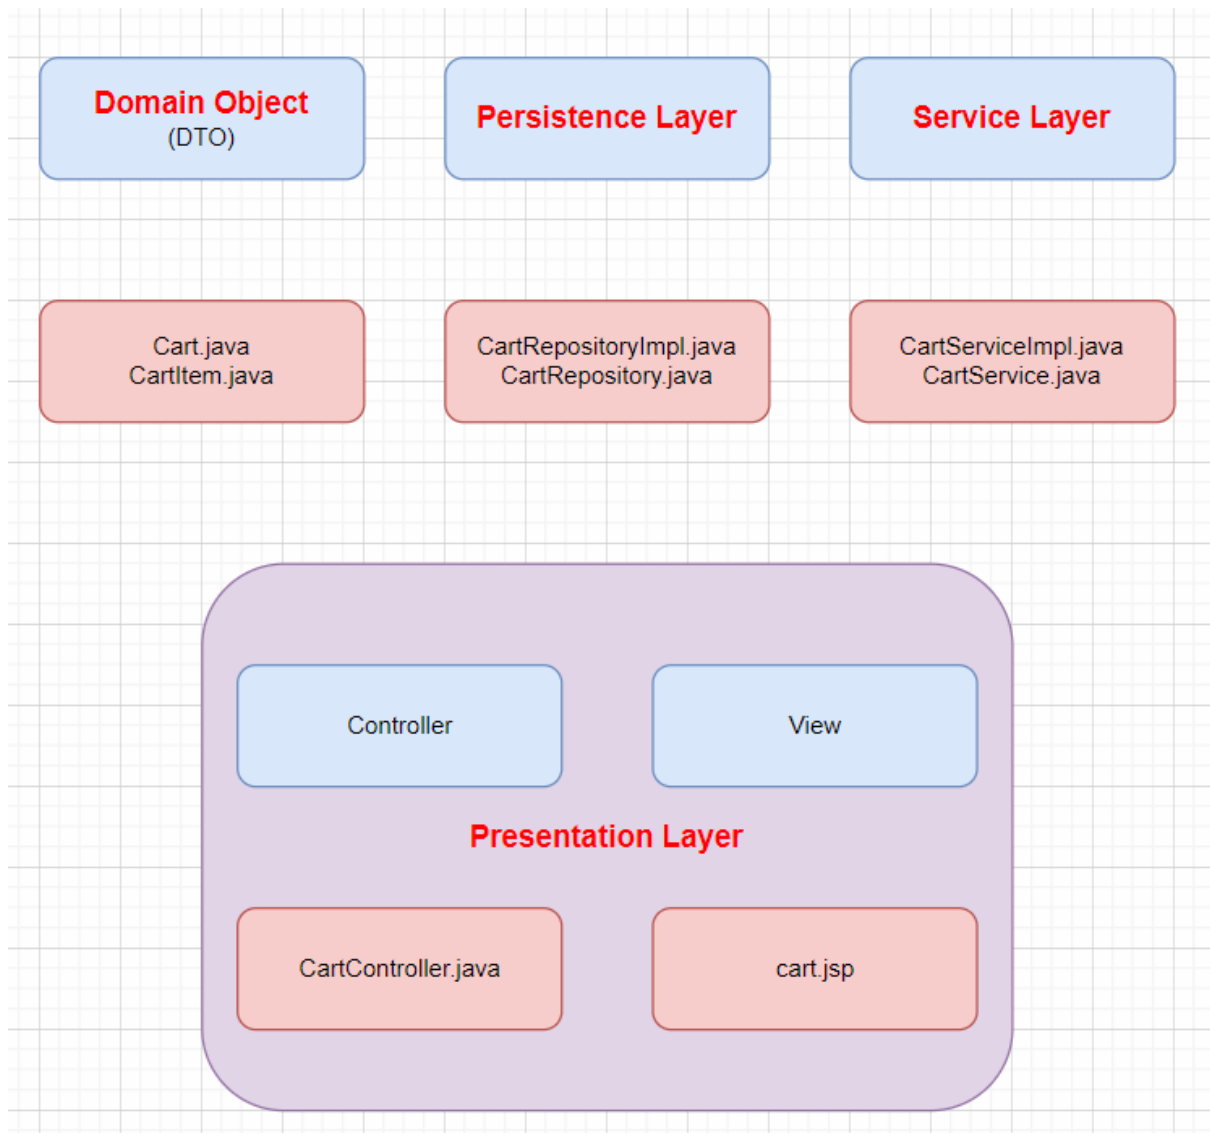 Domain Object
(DTO)
Persistence Layer
Service Layer
Cart.java
CartItem.java
CartRepositoryImpl.java
CartRepository.java
CartServiceImpl.java
CartService.java
Controller
View
Presentation Layer
CartController.java
cart.jsp